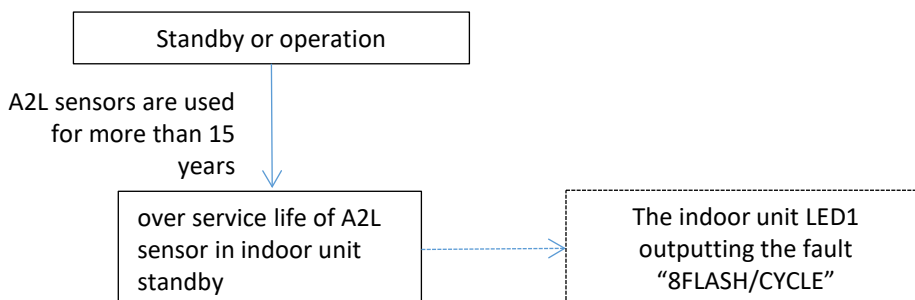 Standby or operation
A2L sensors are used
for more than 15
years
over service life of A2L
sensor in indoor unit
standby
The indoor unit LED1
outputting the fault
“8FLASH/CYCLE”